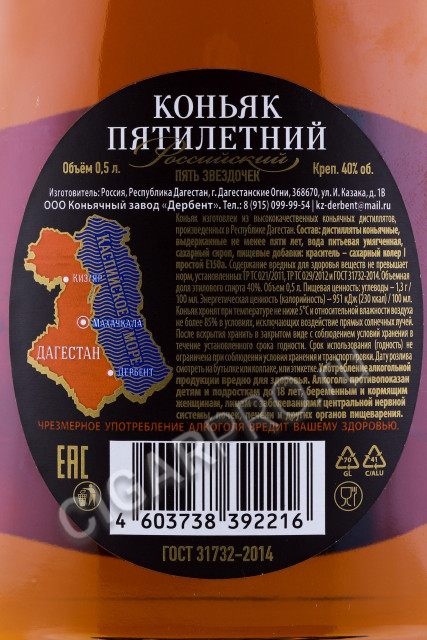 КОНЬЯК
ПЯТИЛЕТНИЙ
Российский
Объём 0,5 л.
ПЯТЬ ЗВЕЗДОЧЕК
Креп. 40% об.
Изготовитель: Россия, Республика Дагестан, г. Дагестанские Огни, 368670, ул. И. Казака, д. 1В
ООО Коньячный завод «Дербент». Тел.: 8 (915) 099-99-54 | kz-derbent@mail.ru
Коньяк изготовлен из высококачественных коньячных дистиллятов,
произведенных в Республике Дагестан. Состав: дистилляты коньячные,
выдержанные не менее пяти лет, вода питьевая умягченная,
сахарный сироп, пищевые добавки: краситель – сахарный колер I
простой Е150а. Содержание вредных для здоровья веществ не превышает
норм, установленных ТР ТС 021/2011, ТР ТС 029/2012 и ГОСТ 31732-2014. Объемная
доля этилового спирта 40%. Объем 0,5 л. Пищевая ценность: углеводы – 1,3 г/
100 мл. Энергетическая ценность (калорийность) – 951 кДж (230 ккал) / 100 мл.
Коньяк хранят при температуре не ниже 5°С и относительной влажности воздуха
не более 85% в условиях, исключающих воздействие прямых солнечных лучей.
После вскрытия хранить в закрытом виде с соблюдением условий хранения в
течение установленного срока годности. Срок использования (годность) не
ограничена при соблюдении условий хранения и транспортировки. Дату розлива
смотреть на бутылке или колпаке, или этикетке. Употребление алкогольной
продукции вредно для здоровья. Алкоголь противопоказан
детям и подросткам до 18 лет, беременным и кормящим
женщинам, лицам с заболеваниями центральной нервной
системы, почек, печени и других органов пищеварения.
КАСПИЙСКОЕ МОРЕ
КИЗЛЯР
МАХАЧКАЛА
ДАГЕСТАН
ДЕРБЕНТ
ЧРЕЗМЕРНОЕ УПОТРЕБЛЕНИЕ АЛКОГОЛЯ ВРЕДИТ ВАШЕМУ ЗДОРОВЬЮ.
EAC
70
GL
41
C/ALU
4 603738 392216
ГОСТ 31732-2014
CIGARPRO.RU